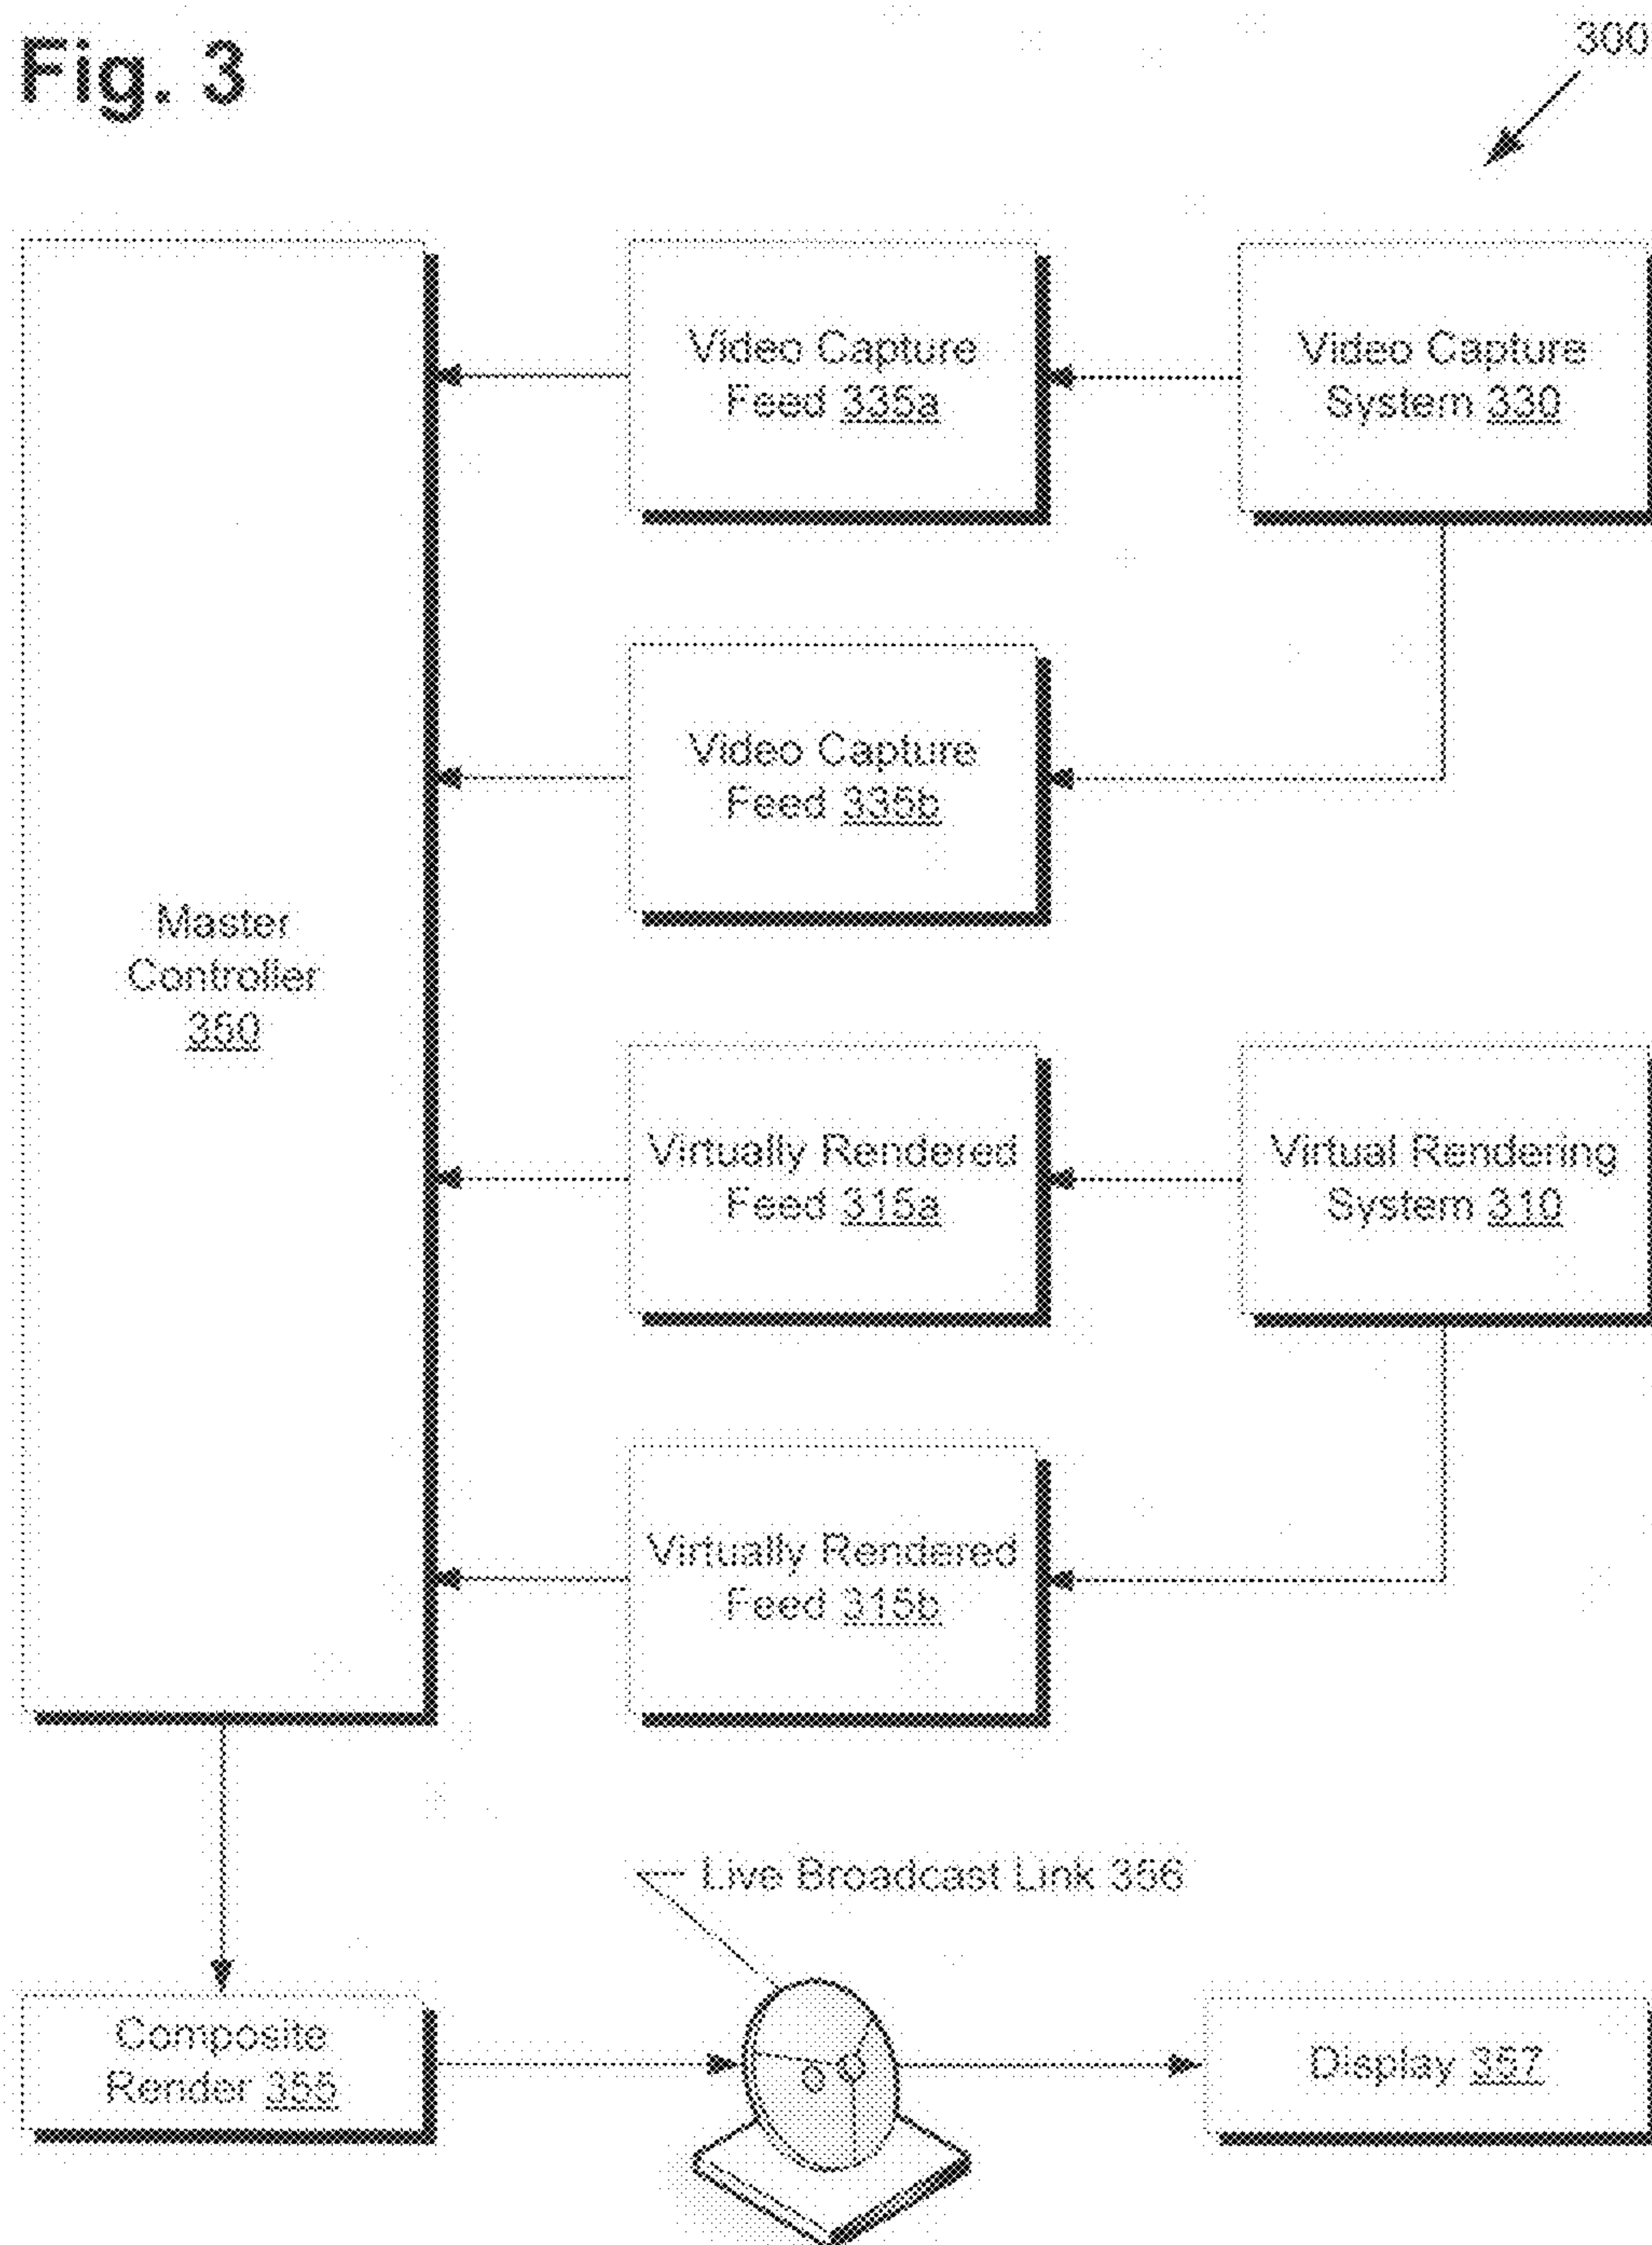 Fig. 3
300
Video Capture
Feed 335a
Video Capture
System 330
Video Capture
Feed 335b
Master
Controller
350
Virtually Rendered
Feed 315a
Virtual Rendering
System 310
Virtually Rendered
Feed 315b
Live Broadcast Link 356
Composite
Render 355
Display 357